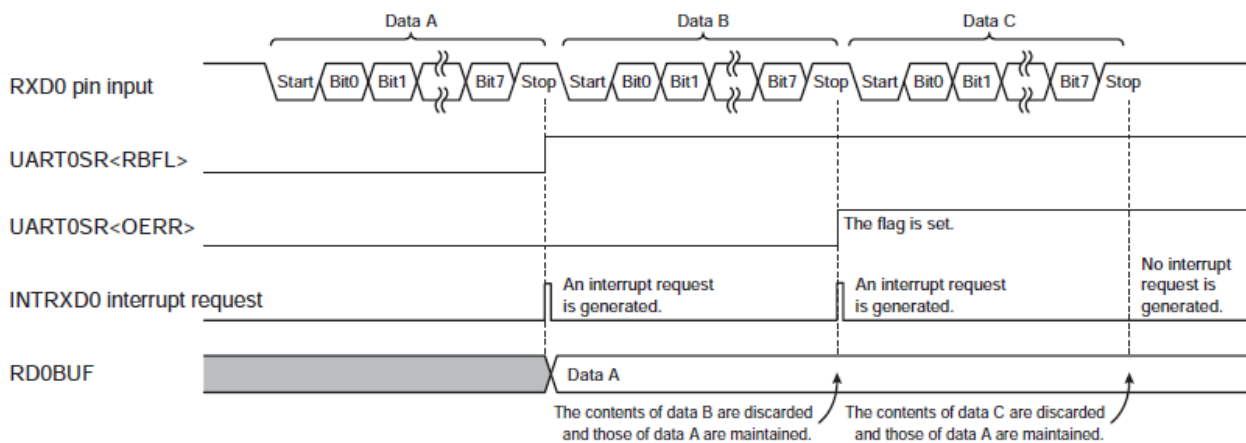 Data A Data B Data C
RXD0 pin input
Start Bit0 Bit1 Bit7 Stop Start Bit0 Bit1 Bit7 Stop Start Bit0 Bit1 Bit7 Stop
UART0SR<RBFL>
UART0SR<OERR>
The flag is set.
INTRXD0 interrupt request
An interrupt request
is generated.
An interrupt request
is generated.
No interrupt
request is
generated.
RD0BUF
Data A
The contents of data B are discarded
and those of data A are maintained.
The contents of data C are discarded
and those of data A are maintained.